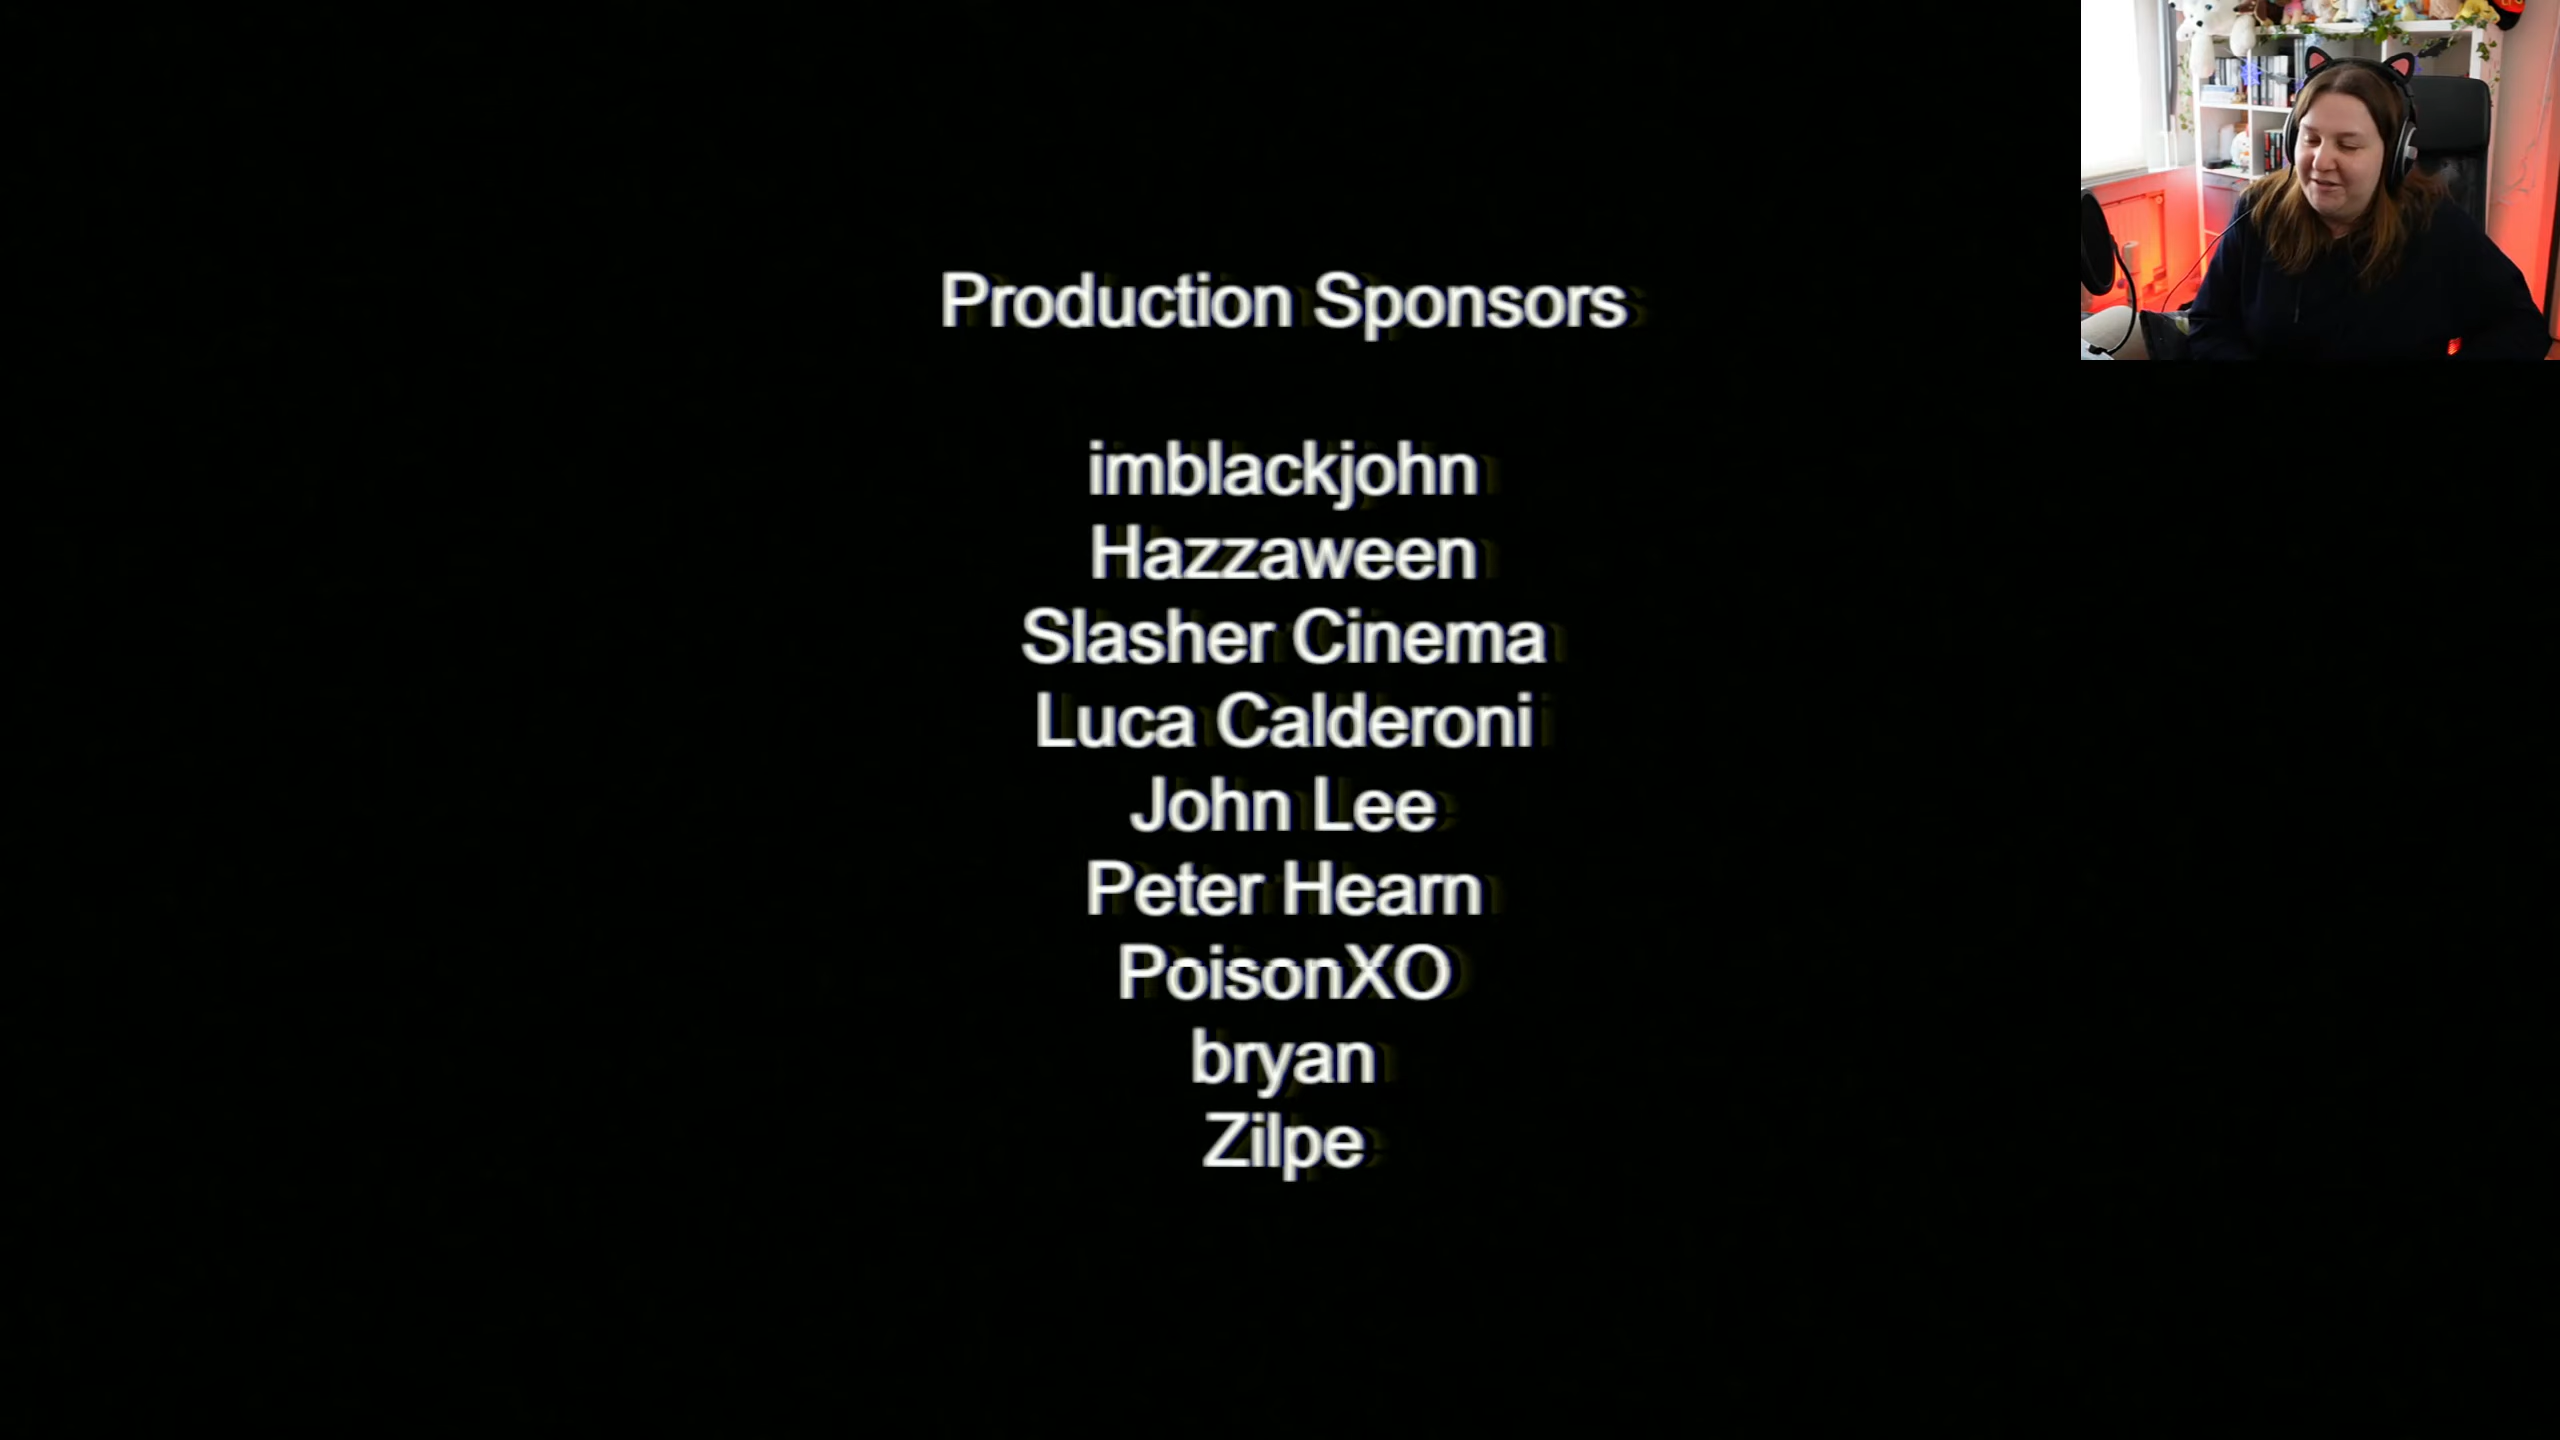 Production Sponsors
imblackjohn
Hazzaween
Slasher Cinema
Luca Calderoni
John Lee
Peter Hearn
PoisonXO
bryan
Zilpe